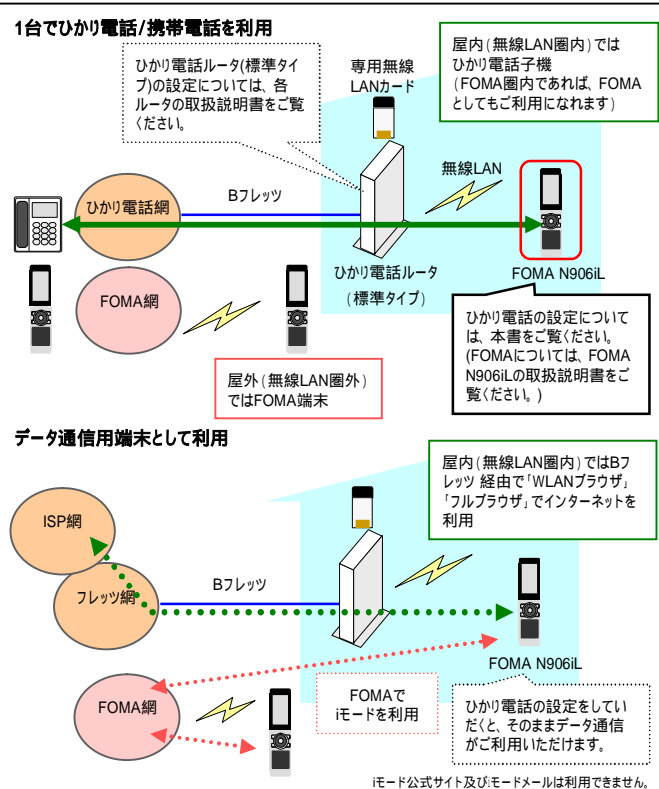 1台でひかり電話/携帯電話を利用
ひかり電話ルータ(標準タイ
プ)の設定については、各
ルータの取扱説明書をご覧
ください。
専用無線
LANカード
屋内(無線LAN圏内)では
ひかり電話子機
(FOMA圏内であれば、FOMA
としてもご利用になれます)
無線LAN
ひかり電話網
Bフレッツ
ひかり電話ルータ
(標準タイプ)
FOMA N906iL
FOMA網
ひかり電話の設定について
は、本書をご覧ください。
(FOMAについては、FOMA
N906iLの取扱説明書をご
覧ください。)
屋外(無線LAN圏外)
ではFOMA端末
データ通信用端末として利用
屋内(無線LAN圏内)ではBフ
レッツ 経由で「WLANブラウザ」
「フルブラウザ」でインターネットを
利用
ISP網
フレッツ網
Bフレッツ
FOMA N906iL
FOMA網
FOMAで
iモードを利用
ひかり電話の設定をしてい
だくと、そのままデータ通信
がご利用いただけます。
iモード公式サイト及びiモードメールは利用できません。